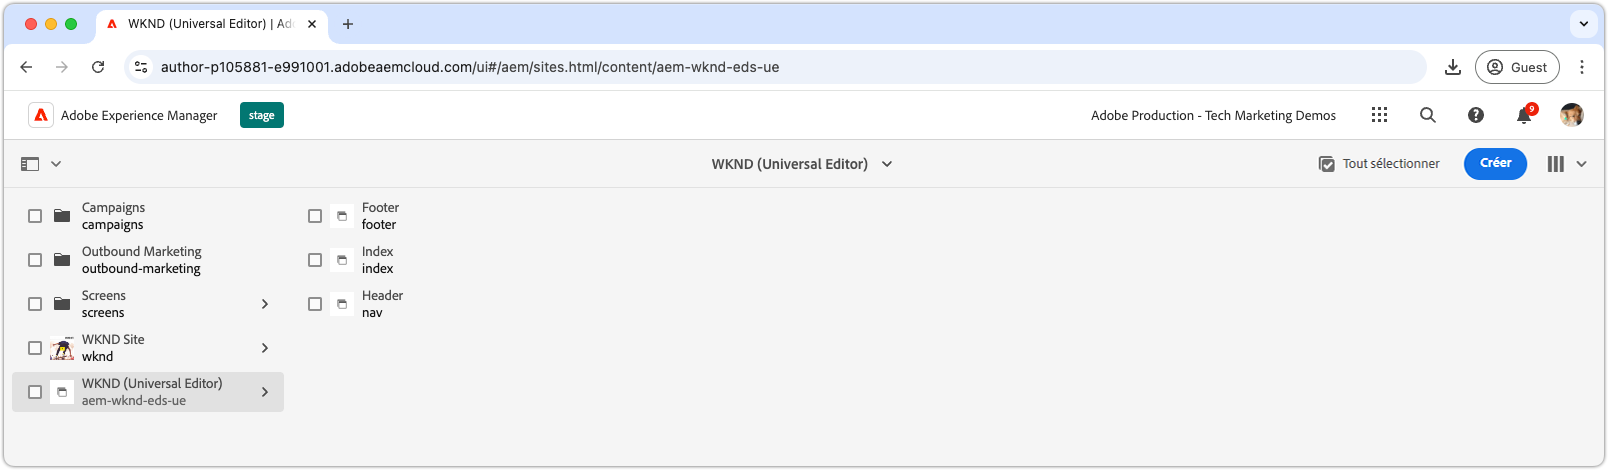 WKND (Universal Editor) | Ad
author-p105881-e991001.adobeaemcloud.com/ui#/aem/sites.html/content/aem-wknd-eds-ue
Guest
Adobe Experience Manager
stage
Adobe Production - Tech Marketing Demos
9
WKND (Universal Editor)
Tout sélectionner
Créer
Campaigns
campaigns
Outbound Marketing
outbound-marketing
Screens
screens
WKND Site
wknd
WKND (Universal Editor)
aem-wknd-eds-ue
Footer
footer
Index
index
Header
nav